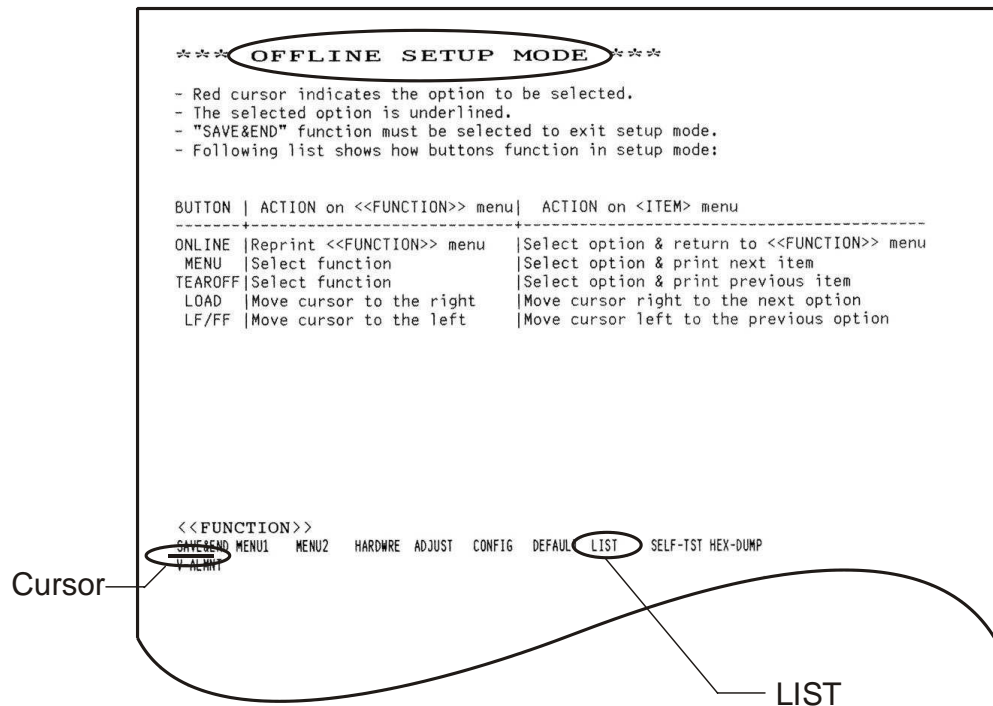 *** OFFLINE SETUP MODE ***
- Red cursor indicates the option to be selected.
- The selected option is underlined.
- "SAVE&END" function must be selected to exit setup mode.
- Following list shows how buttons function in setup mode:
BUTTON | ACTION on <<FUNCTION>> menu| ACTION on <ITEM> menu
-------+----------------------------+------------------------------------------
ONLINE |Reprint <<FUNCTION>> menu |Select option & return to <<FUNCTION>> menu
MENU |Select function |Select option & print next item
TEAROFF|Select function |Select option & print previous item
LOAD |Move cursor to the right |Move cursor right to the next option
LF/FF |Move cursor to the left |Move cursor left to the previous option
<<FUNCTION>>
SAVE&END MENU1 MENU2 HARDWRE ADJUST CONFIG DEFAUL LIST SELF-TST HEX-DUMP
V-ALMNT
Cursor
LIST